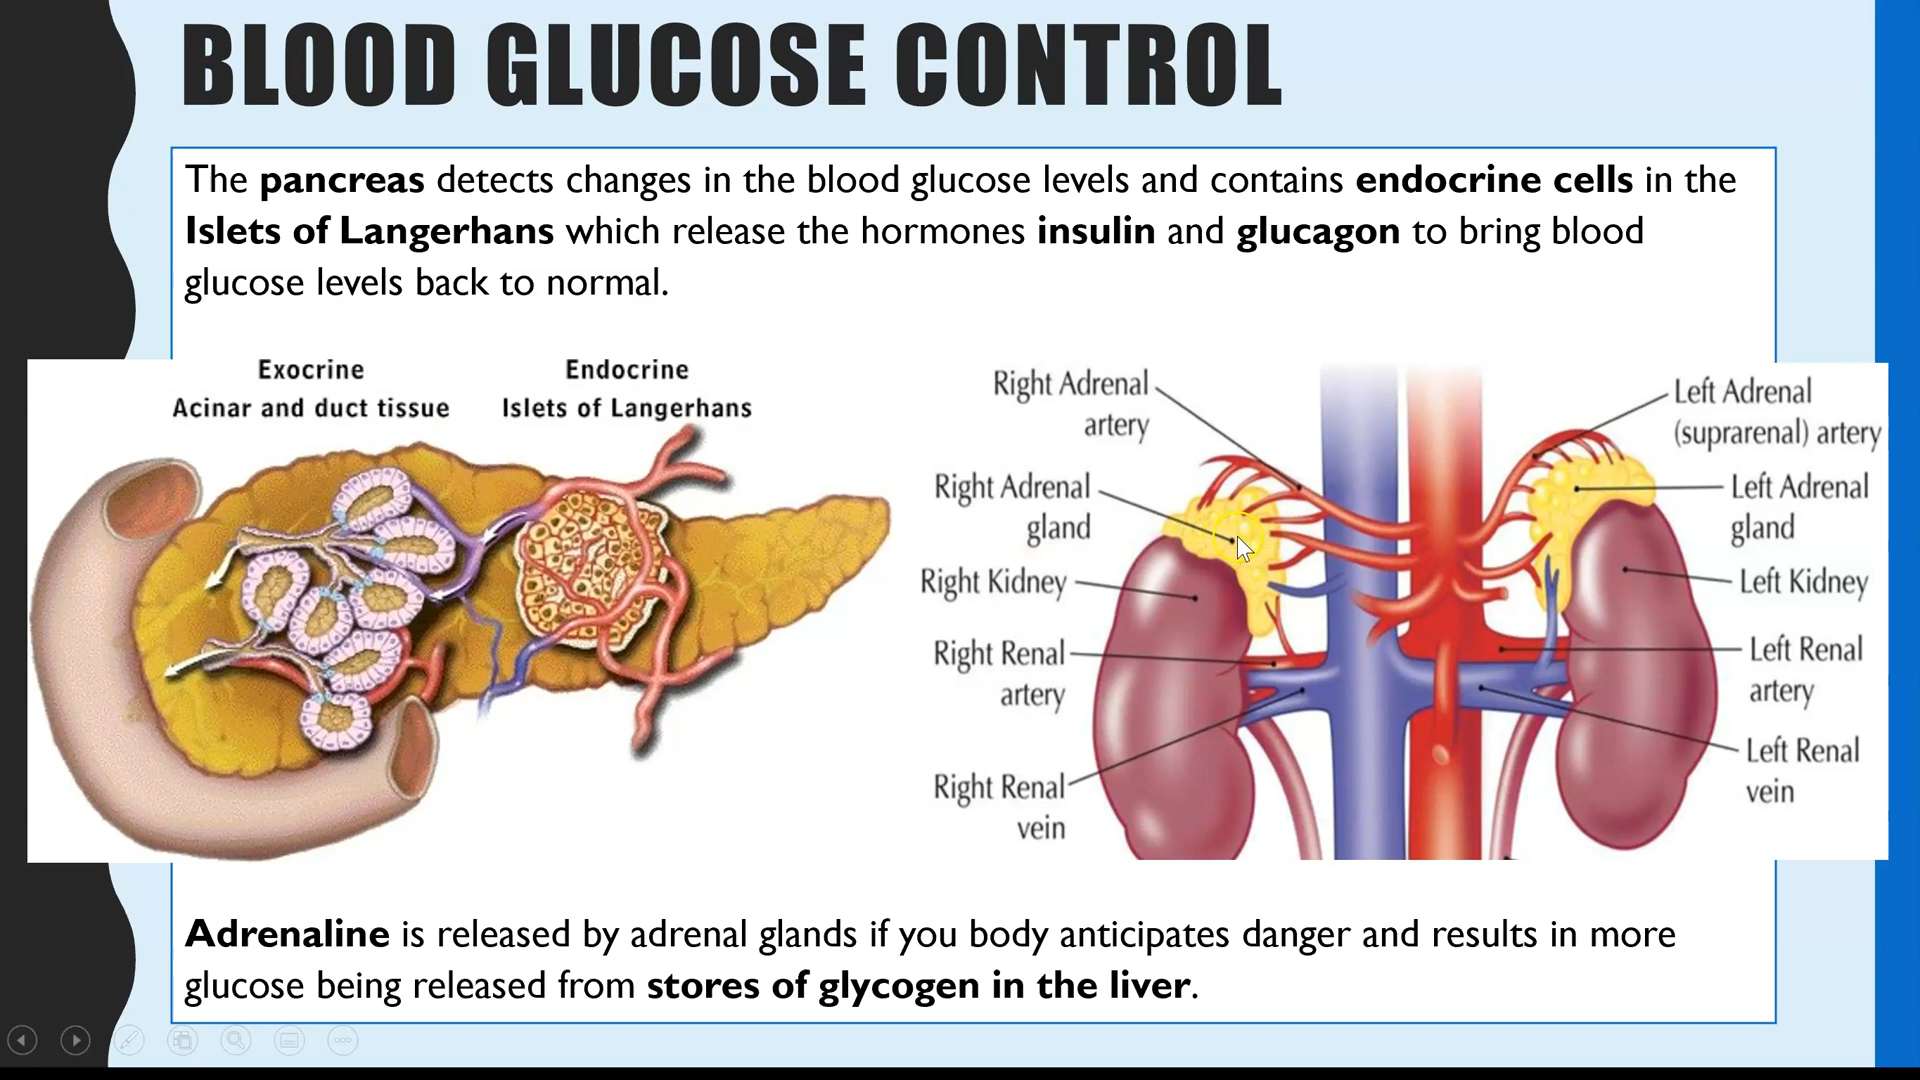 BLOOD GLUCOSE CONTROL
The pancreas detects changes in the blood glucose levels and contains endocrine cells in the
Islets of Langerhans which release the hormones insulin and glucagon to bring blood
glucose levels back to normal.
Exocrine
Acinar and duct tissue
Endocrine
Islets of Langerhans
Right Adrenal
artery
Right Adrenal
gland
Right Kidney
Right Renal
artery
Right Renal
vein
Left Adrenal
(suprarenal) artery
Left Adrenal
gland
Left Kidney
Left Renal
artery
Left Renal
vein
Adrenaline is released by adrenal glands if you body anticipates danger and results in more
glucose being released from stores of glycogen in the liver.